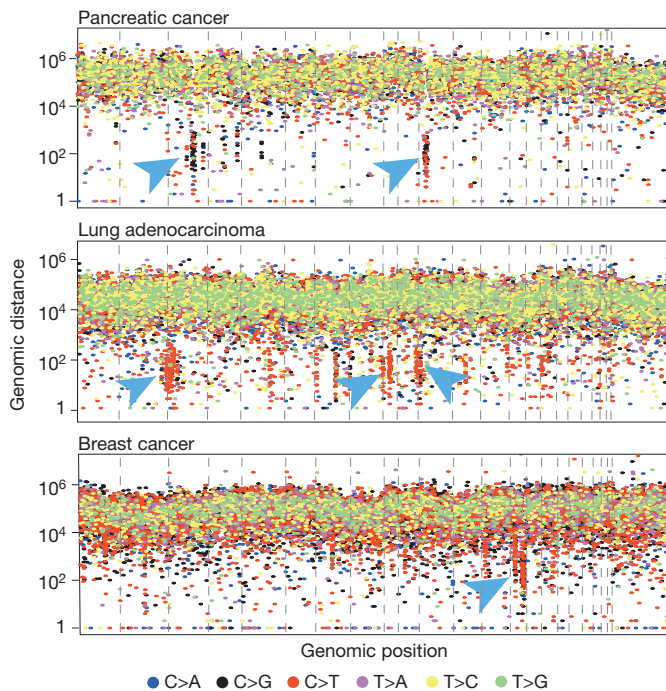 Pancreatic cancer
10⁶
10⁴
10²
1
Lung adenocarcinoma
10⁶
10⁴
10²
1
Genomic distance
Breast cancer
10⁶
10⁴
10²
1
Genomic position
C>A C>G C>T T>A T>C T>G